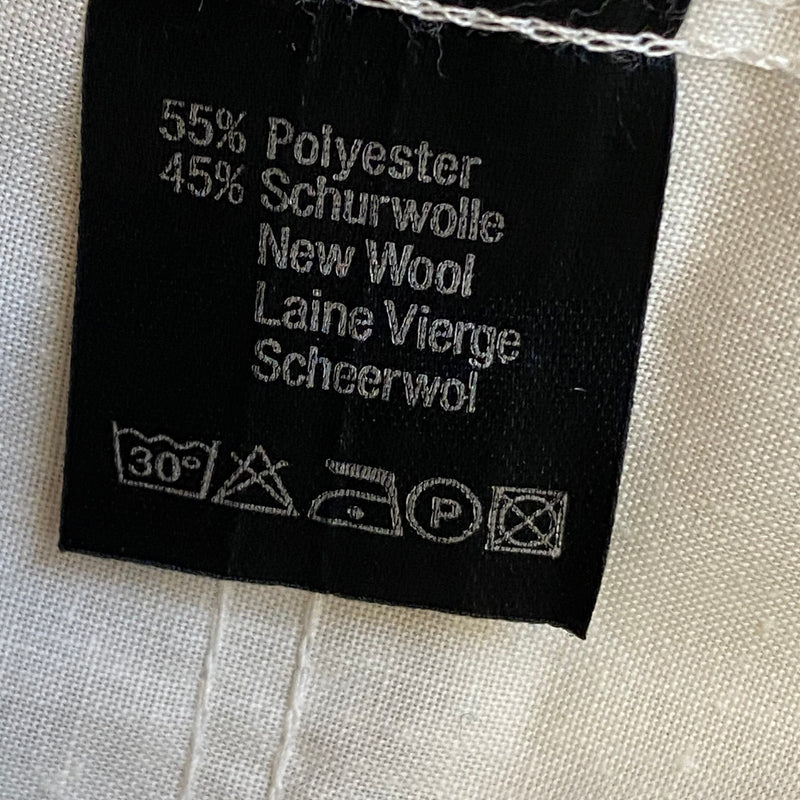 55% Polyester
45% Schurwolle
New Wool
Laine Vierge
Scheerwol
30° P